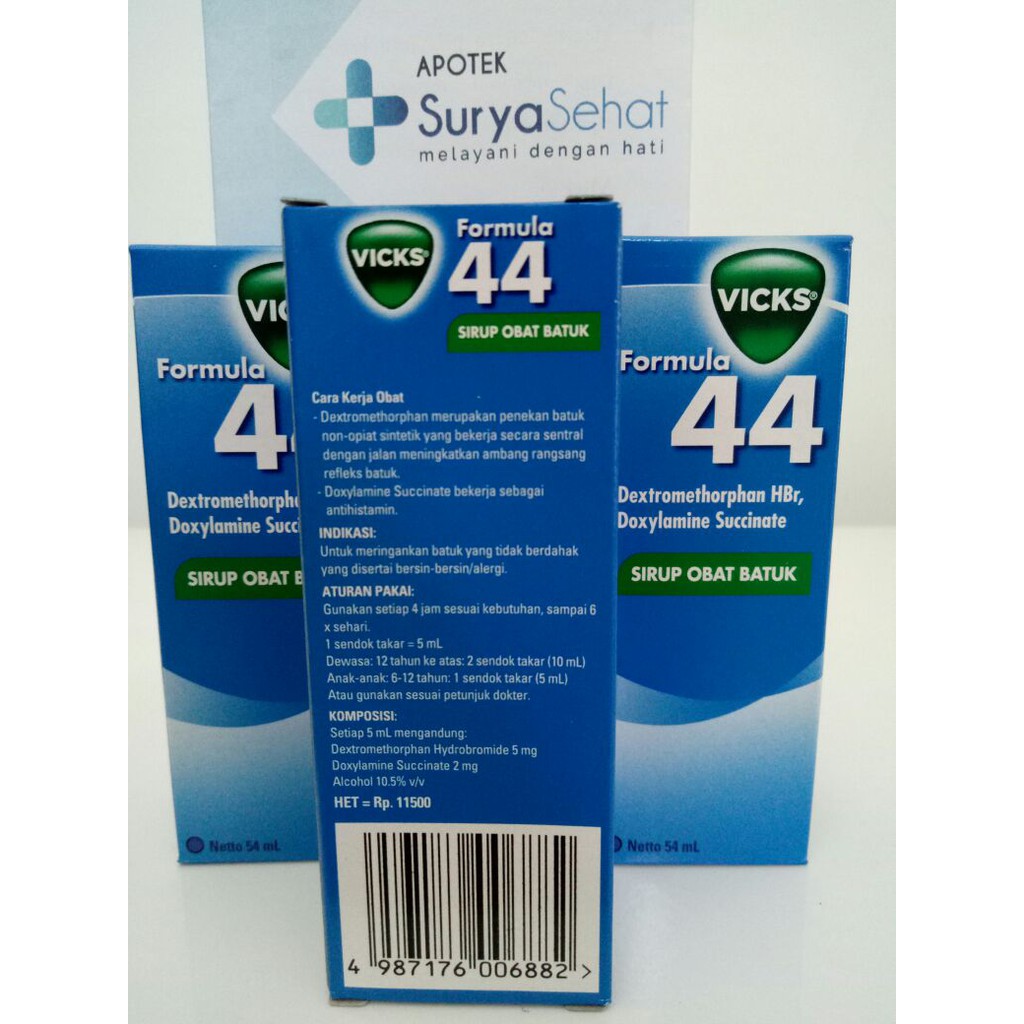 APOTEK
SuryaSehat
melayani dengan hati
VICKS®
Formula
44
SIRUP OBAT BATUK
Cara Kerja Obat
- Dextromethorphan merupakan penekan batuk
non-opiat sintetik yang bekerja secara sentral
dengan jalan meningkatkan ambang rangsang
refleks batuk.
- Doxylamine Succinate bekerja sebagai
antihistamin.
INDIKASI:
Untuk meringankan batuk yang tidak berdahak
yang disertai bersin-bersin/alergi.
ATURAN PAKAI:
Gunakan setiap 4 jam sesuai kebutuhan, sampai 6
x sehari.
1 sendok takar = 5 mL
Dewasa: 12 tahun ke atas: 2 sendok takar (10 mL)
Anak-anak: 6-12 tahun: 1 sendok takar (5 mL)
Atau gunakan sesuai petunjuk dokter.
KOMPOSISI:
Setiap 5 mL mengandung:
Dextromethorphan Hydrobromide 5 mg
Doxylamine Succinate 2 mg
Alcohol 10.5% v/v
HET = Rp. 11500
4 987176 006882 >
VIC
Formula
44
Dextromethorph
Doxylamine Succ
SIRUP OBAT B
Netto 54 mL
VICKS®
Formula
44
Dextromethorphan HBr,
Doxylamine Succinate
SIRUP OBAT BATUK
Netto 54 mL